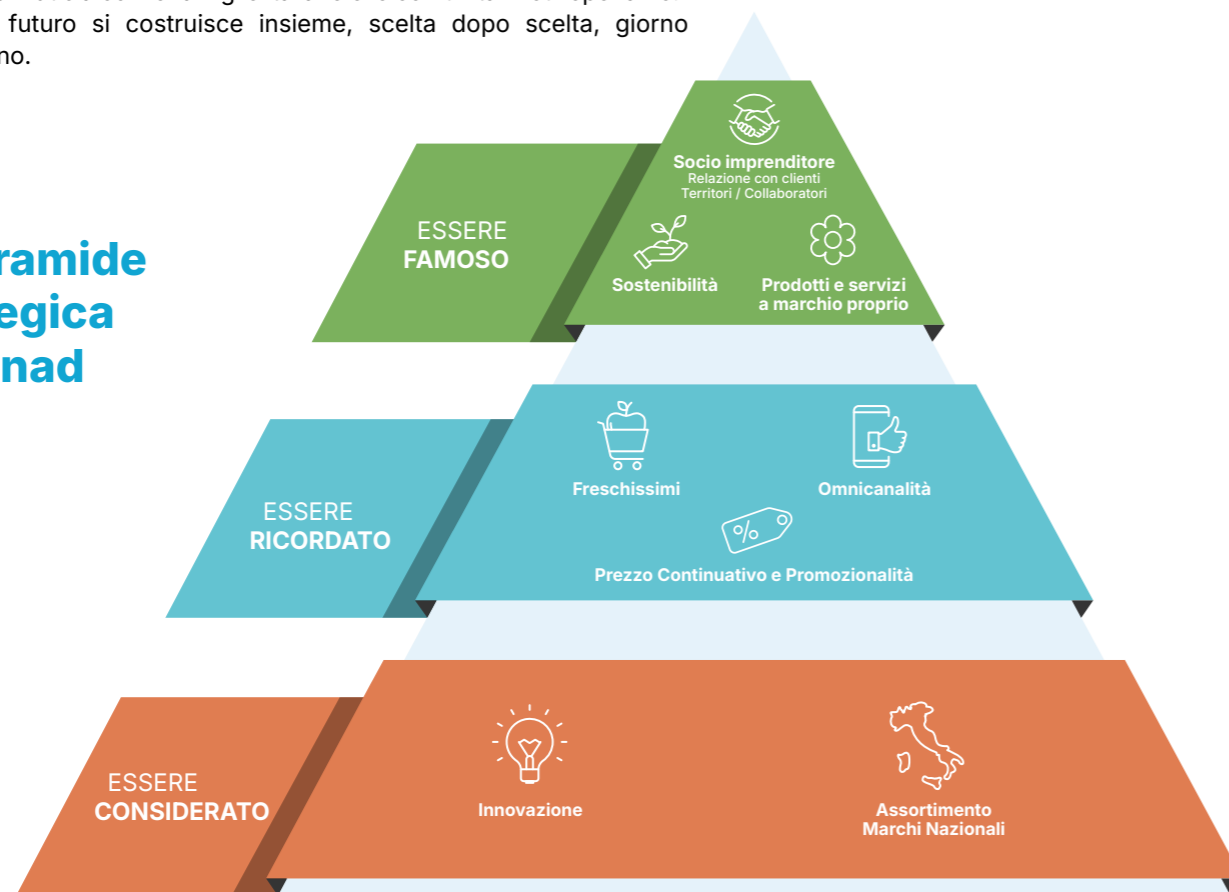 futuro si costruisce insieme, scelta dopo scelta, giorno
no.
Socio imprenditore
Relazione con clienti
Territori / Collaboratori
ESSERE
FAMOSO
Sostenibilità
Prodotti e servizi
a marchio proprio
ramide
egica
nad
Freschissimi
Omnicanalità
%
ESSERE
RICORDATO
Prezzo Continuativo e Promozionalità
ESSERE
CONSIDERATO
Innovazione
Assortimento
Marchi Nazionali